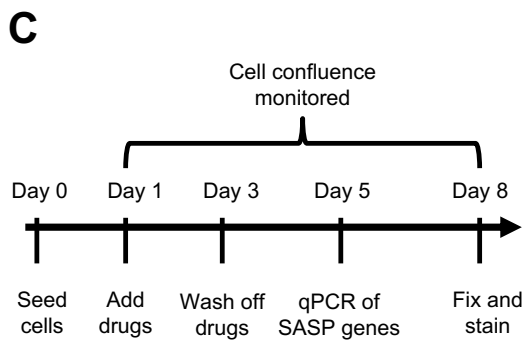 C
Cell confluence
monitored
Day 0 Day 1 Day 3 Day 5 Day 8
Seed
cells
Add
drugs
Wash off
drugs
qPCR of
SASP genes
Fix and
stain